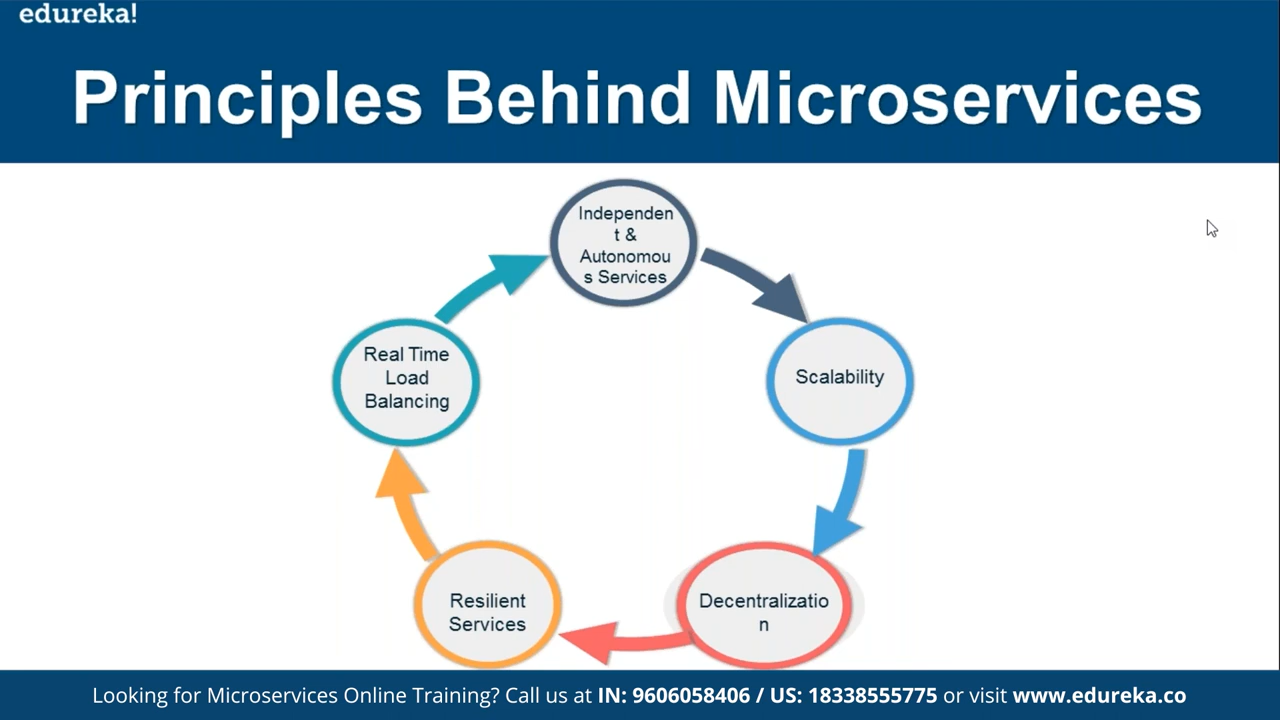 edureka!
Principles Behind Microservices
Independen
t &
Autonomou
s Services
Real Time
Load
Balancing
Scalability
Resilient
Services
Decentralizatio
n
Looking for Microservices Online Training? Call us at IN: 9606058406 / US: 18338555775 or visit www.edureka.co